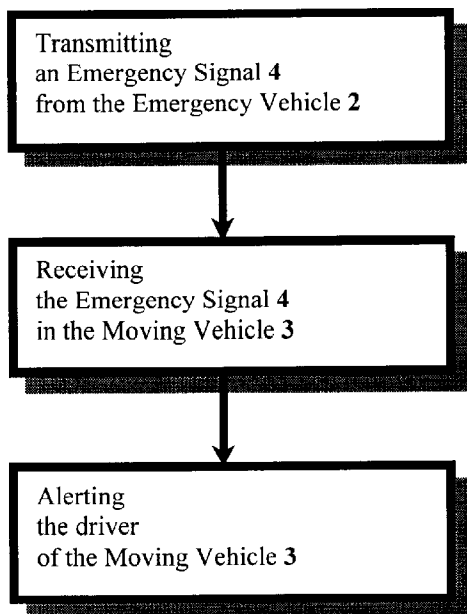 Transmitting
an Emergency Signal 4
from the Emergency Vehicle 2
Receiving
the Emergency Signal 4
in the Moving Vehicle 3
Alerting
the driver
of the Moving Vehicle 3